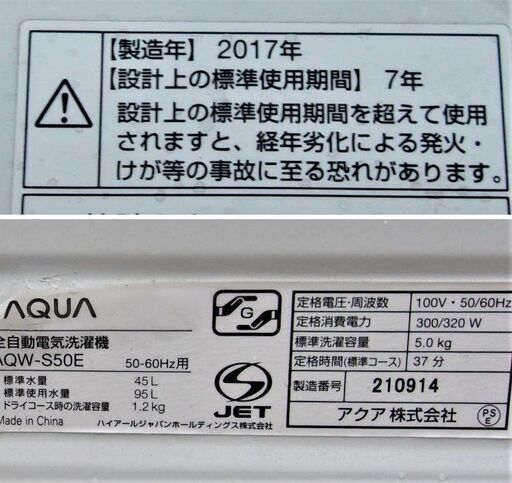 【製造年】 2017年
【設計上の標準使用期間】 7年
設計上の標準使用期間を超えて使用
されますと、経年劣化による発火・
けが等の事故に至る恐れがあります。
AQUA
全自動電気洗濯機
AQW-S50E 50-60Hz用
標準水量 45L
標準使用水量 95L
ドライコース時の洗濯容量 1.2kg
Made in China
ハイアールジャパンホールディングス株式会社
G
S
JET
定格電圧・周波数 100V・50/60Hz
定格消費電力 300/320 W
標準洗濯容量 5.0 kg
定格時間(標準コース) 37 分
製造番号 210914
アクア 株式会社
PS
E